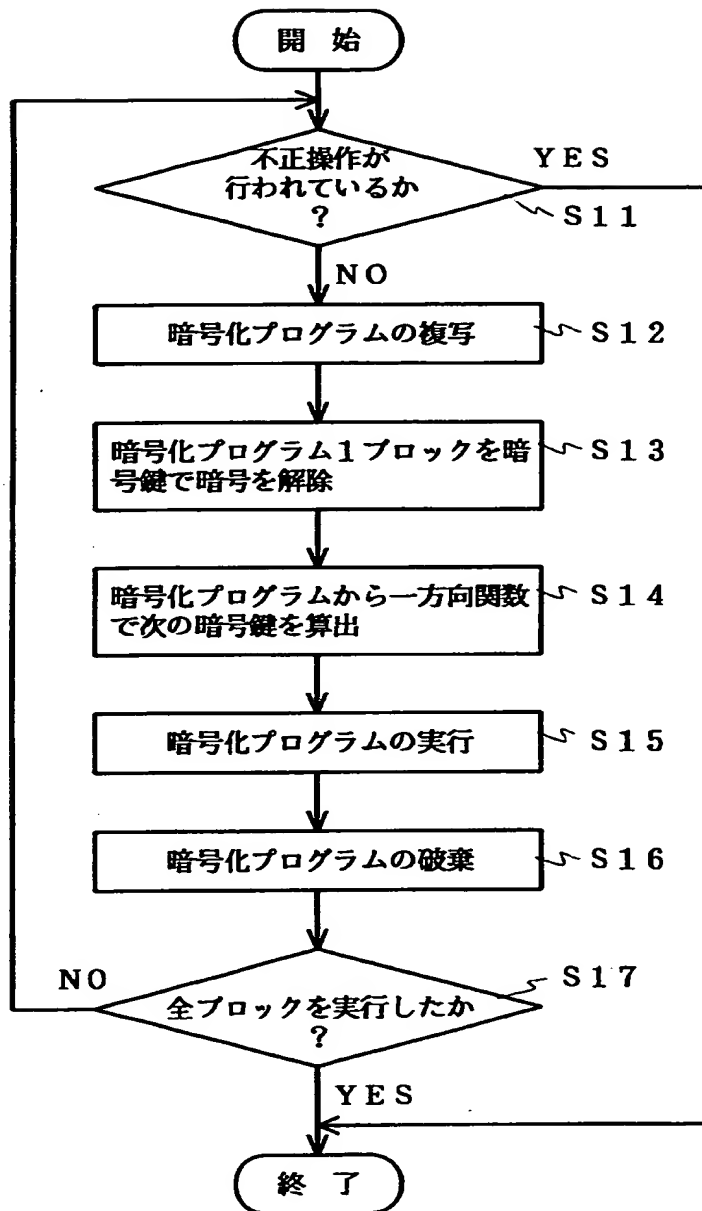 開 始
不正操作が
行われているか
?
YES
S11
NO
暗号化プログラムの複写
S12
暗号化プログラム1ブロックを暗
号鍵で暗号を解除
S13
暗号化プログラムから一方向関数
で次の暗号鍵を算出
S14
暗号化プログラムの実行
S15
暗号化プログラムの破棄
S16
NO
全ブロックを実行したか
?
S17
YES
終 了